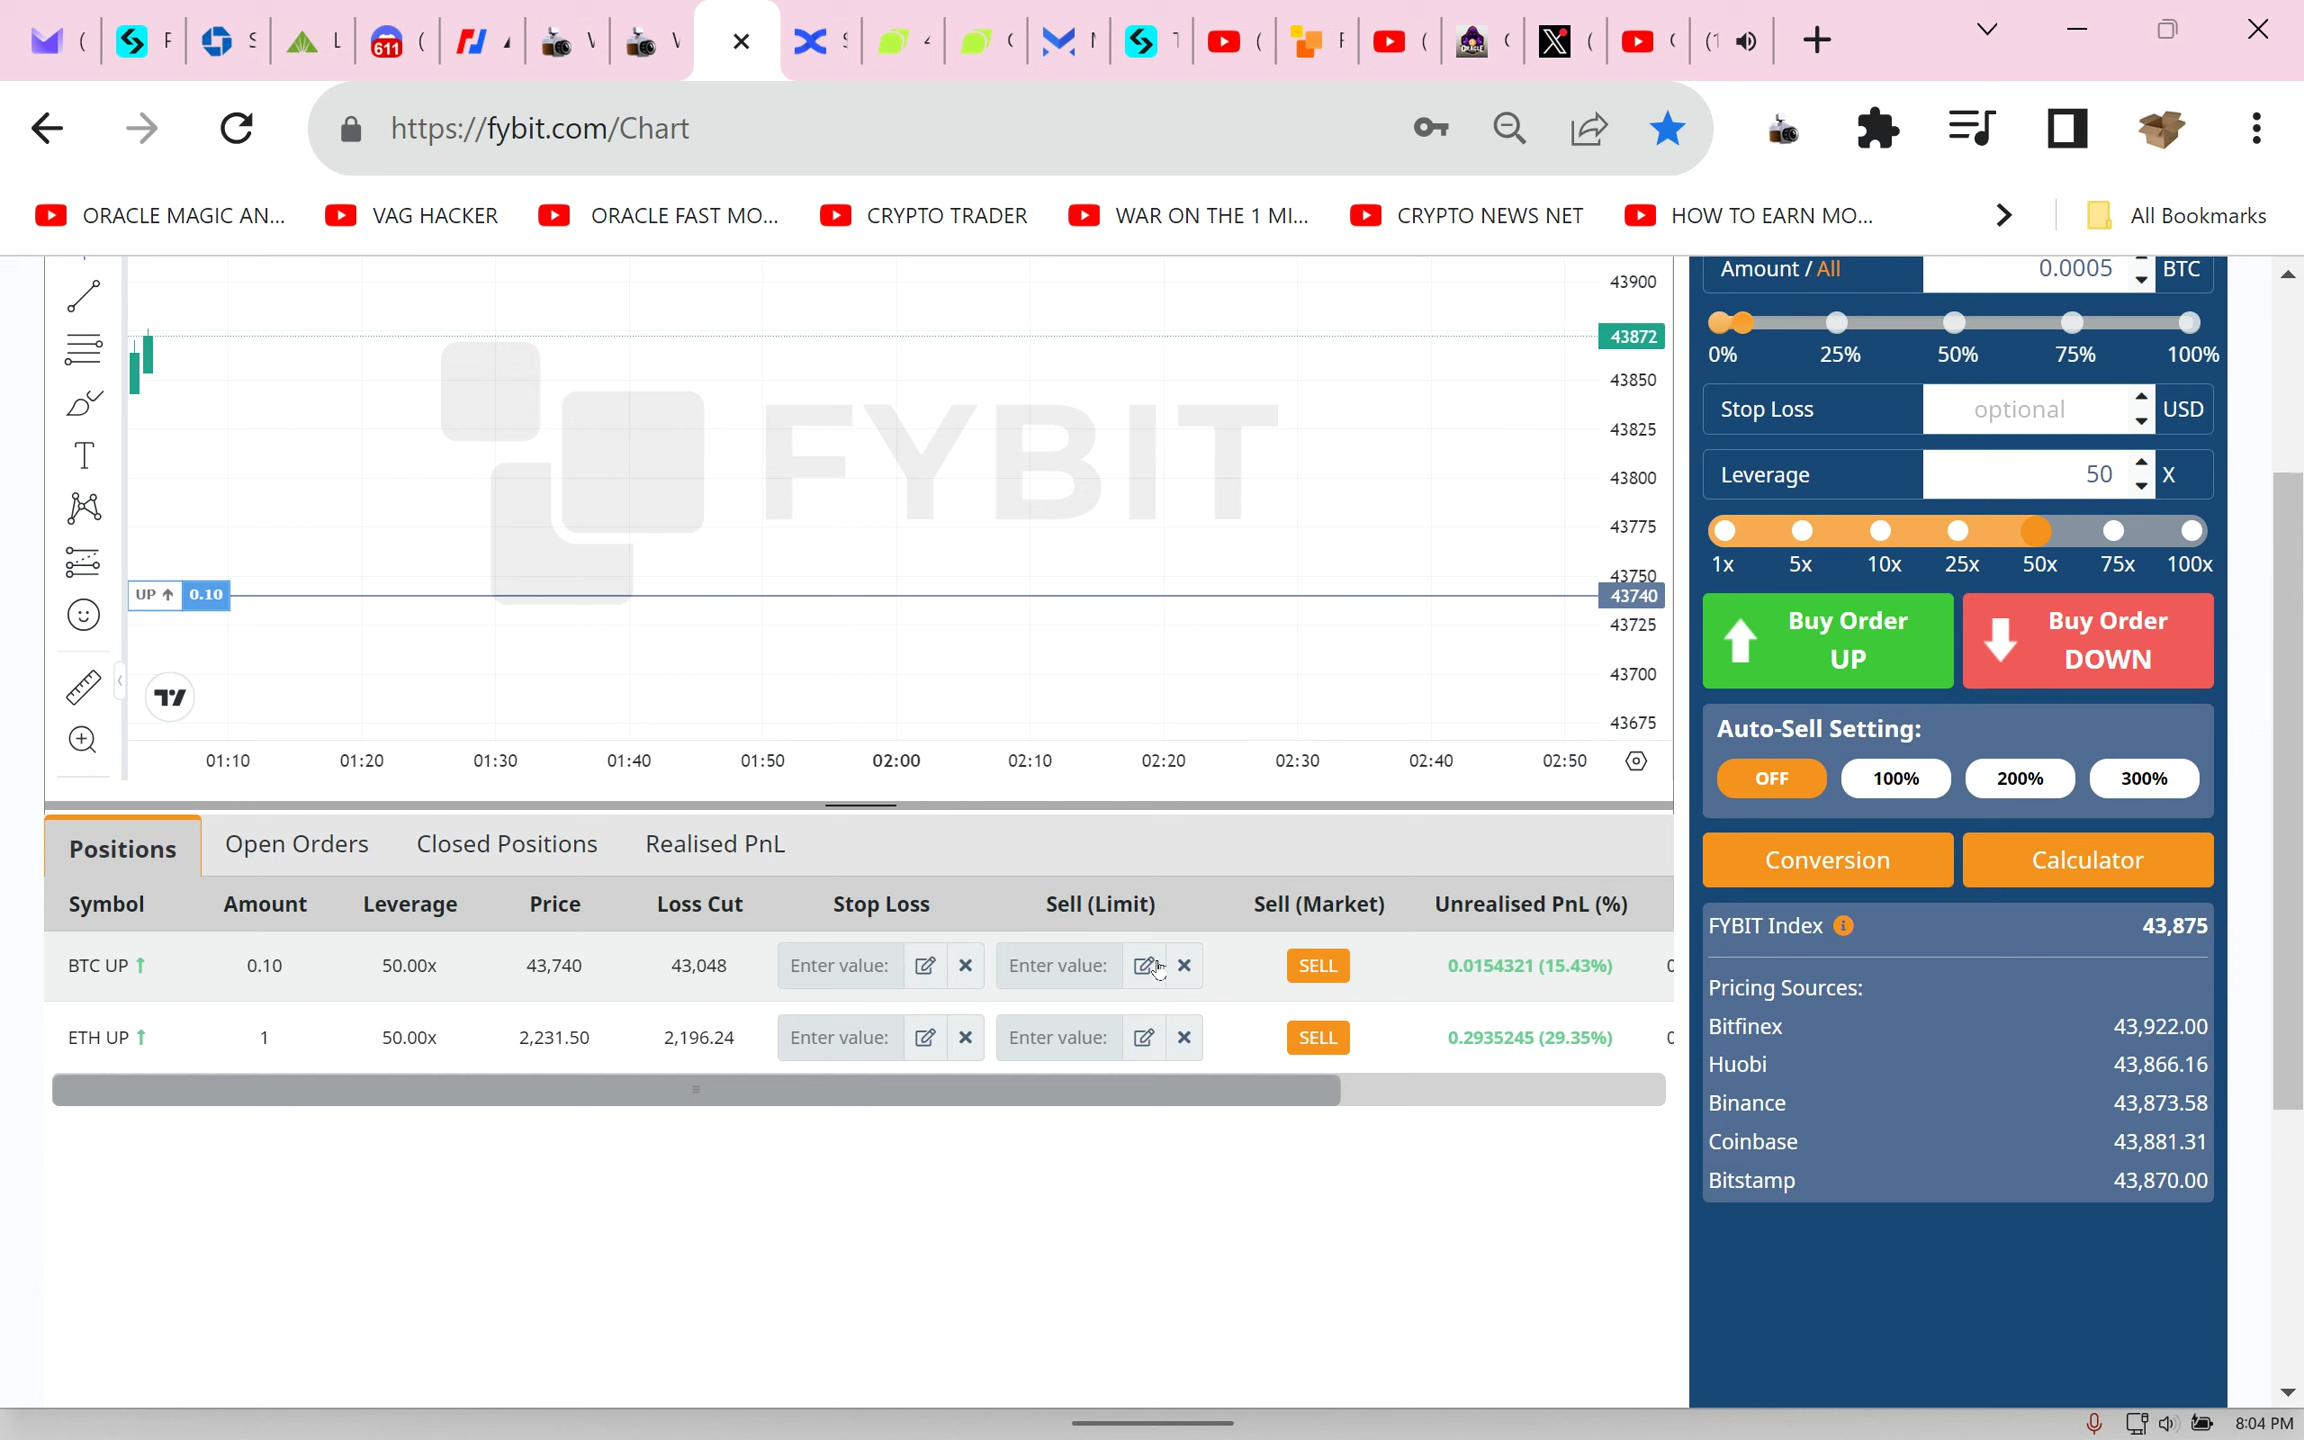 611
https://fybit.com/Chart
ORACLE MAGIC AN...
VAG HACKER
ORACLE FAST MO...
CRYPTO TRADER
WAR ON THE 1 MI...
CRYPTO NEWS NET
HOW TO EARN MO...
All Bookmarks
43900
43872
43850
43825
43800
43775
43750
43740
43725
43700
43675
FYBIT
UP ↑ 0.10
01:10 01:20 01:30 01:40 01:50 02:00 02:10 02:20 02:30 02:40 02:50
Amount / All 0.0005 BTC
0% 25% 50% 75% 100%
Stop Loss optional USD
Leverage 50 X
1x 5x 10x 25x 50x 75x 100x
Buy Order
UP
Buy Order
DOWN
Auto-Sell Setting:
OFF 100% 200% 300%
Conversion Calculator
FYBIT Index 43,875
Pricing Sources:
Bitfinex 43,922.00
Huobi 43,866.16
Binance 43,873.58
Coinbase 43,881.31
Bitstamp 43,870.00
Positions Open Orders Closed Positions Realised PnL
Symbol Amount Leverage Price Loss Cut Stop Loss Sell (Limit) Sell (Market) Unrealised PnL (%)
BTC UP ↑ 0.10 50.00x 43,740 43,048 Enter value: Enter value: SELL 0.0154321 (15.43%)
ETH UP ↑ 1 50.00x 2,231.50 2,196.24 Enter value: Enter value: SELL 0.2935245 (29.35%)
8:04 PM